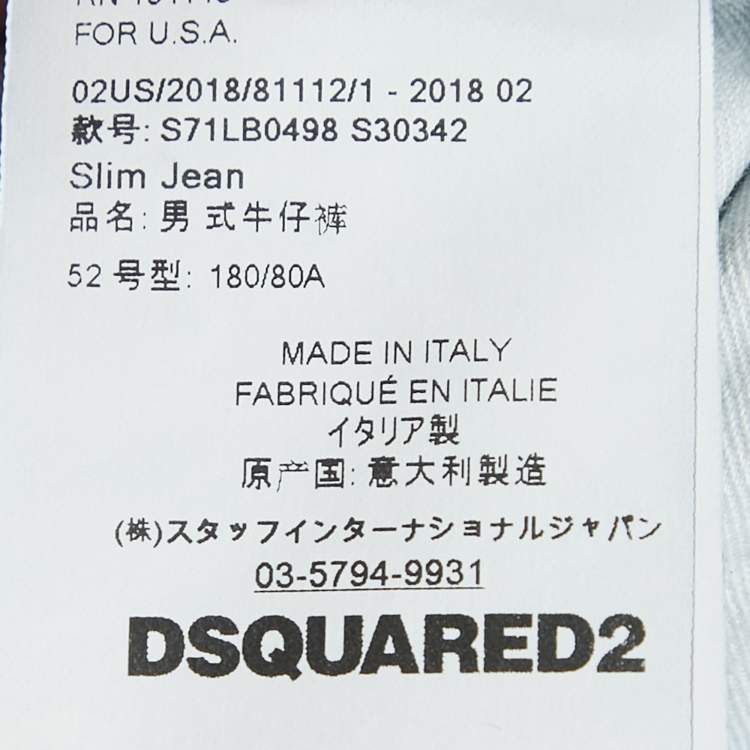 FOR U.S.A.
02US/2018/81112/1 - 2018 02
款号: S71LB0498 S30342
Slim Jean
品名: 男 式牛仔裤
52 号型: 180/80A
MADE IN ITALY
FABRIQUÉ EN ITALIE
イタリア製
原产国: 意大利製造
(株)スタッフインターナショナルジャパン
03-5794-9931
DSQUARED2